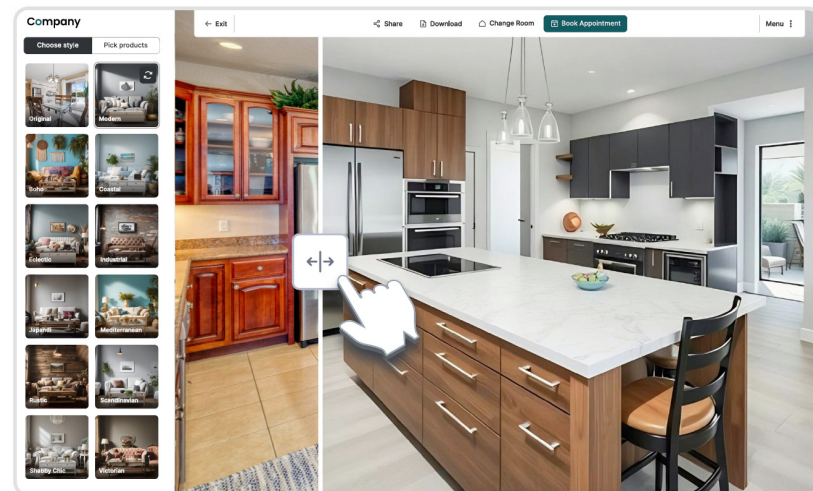 Company
← Exit
Share
Download
Change Room
Book Appointment
Menu
Choose style
Pick products
Original
Modern
Boho
Coastal
Eclectic
Industrial
Japandi
Mediterranean
Rustic
Scandinavian
Shabby Chic
Victorian